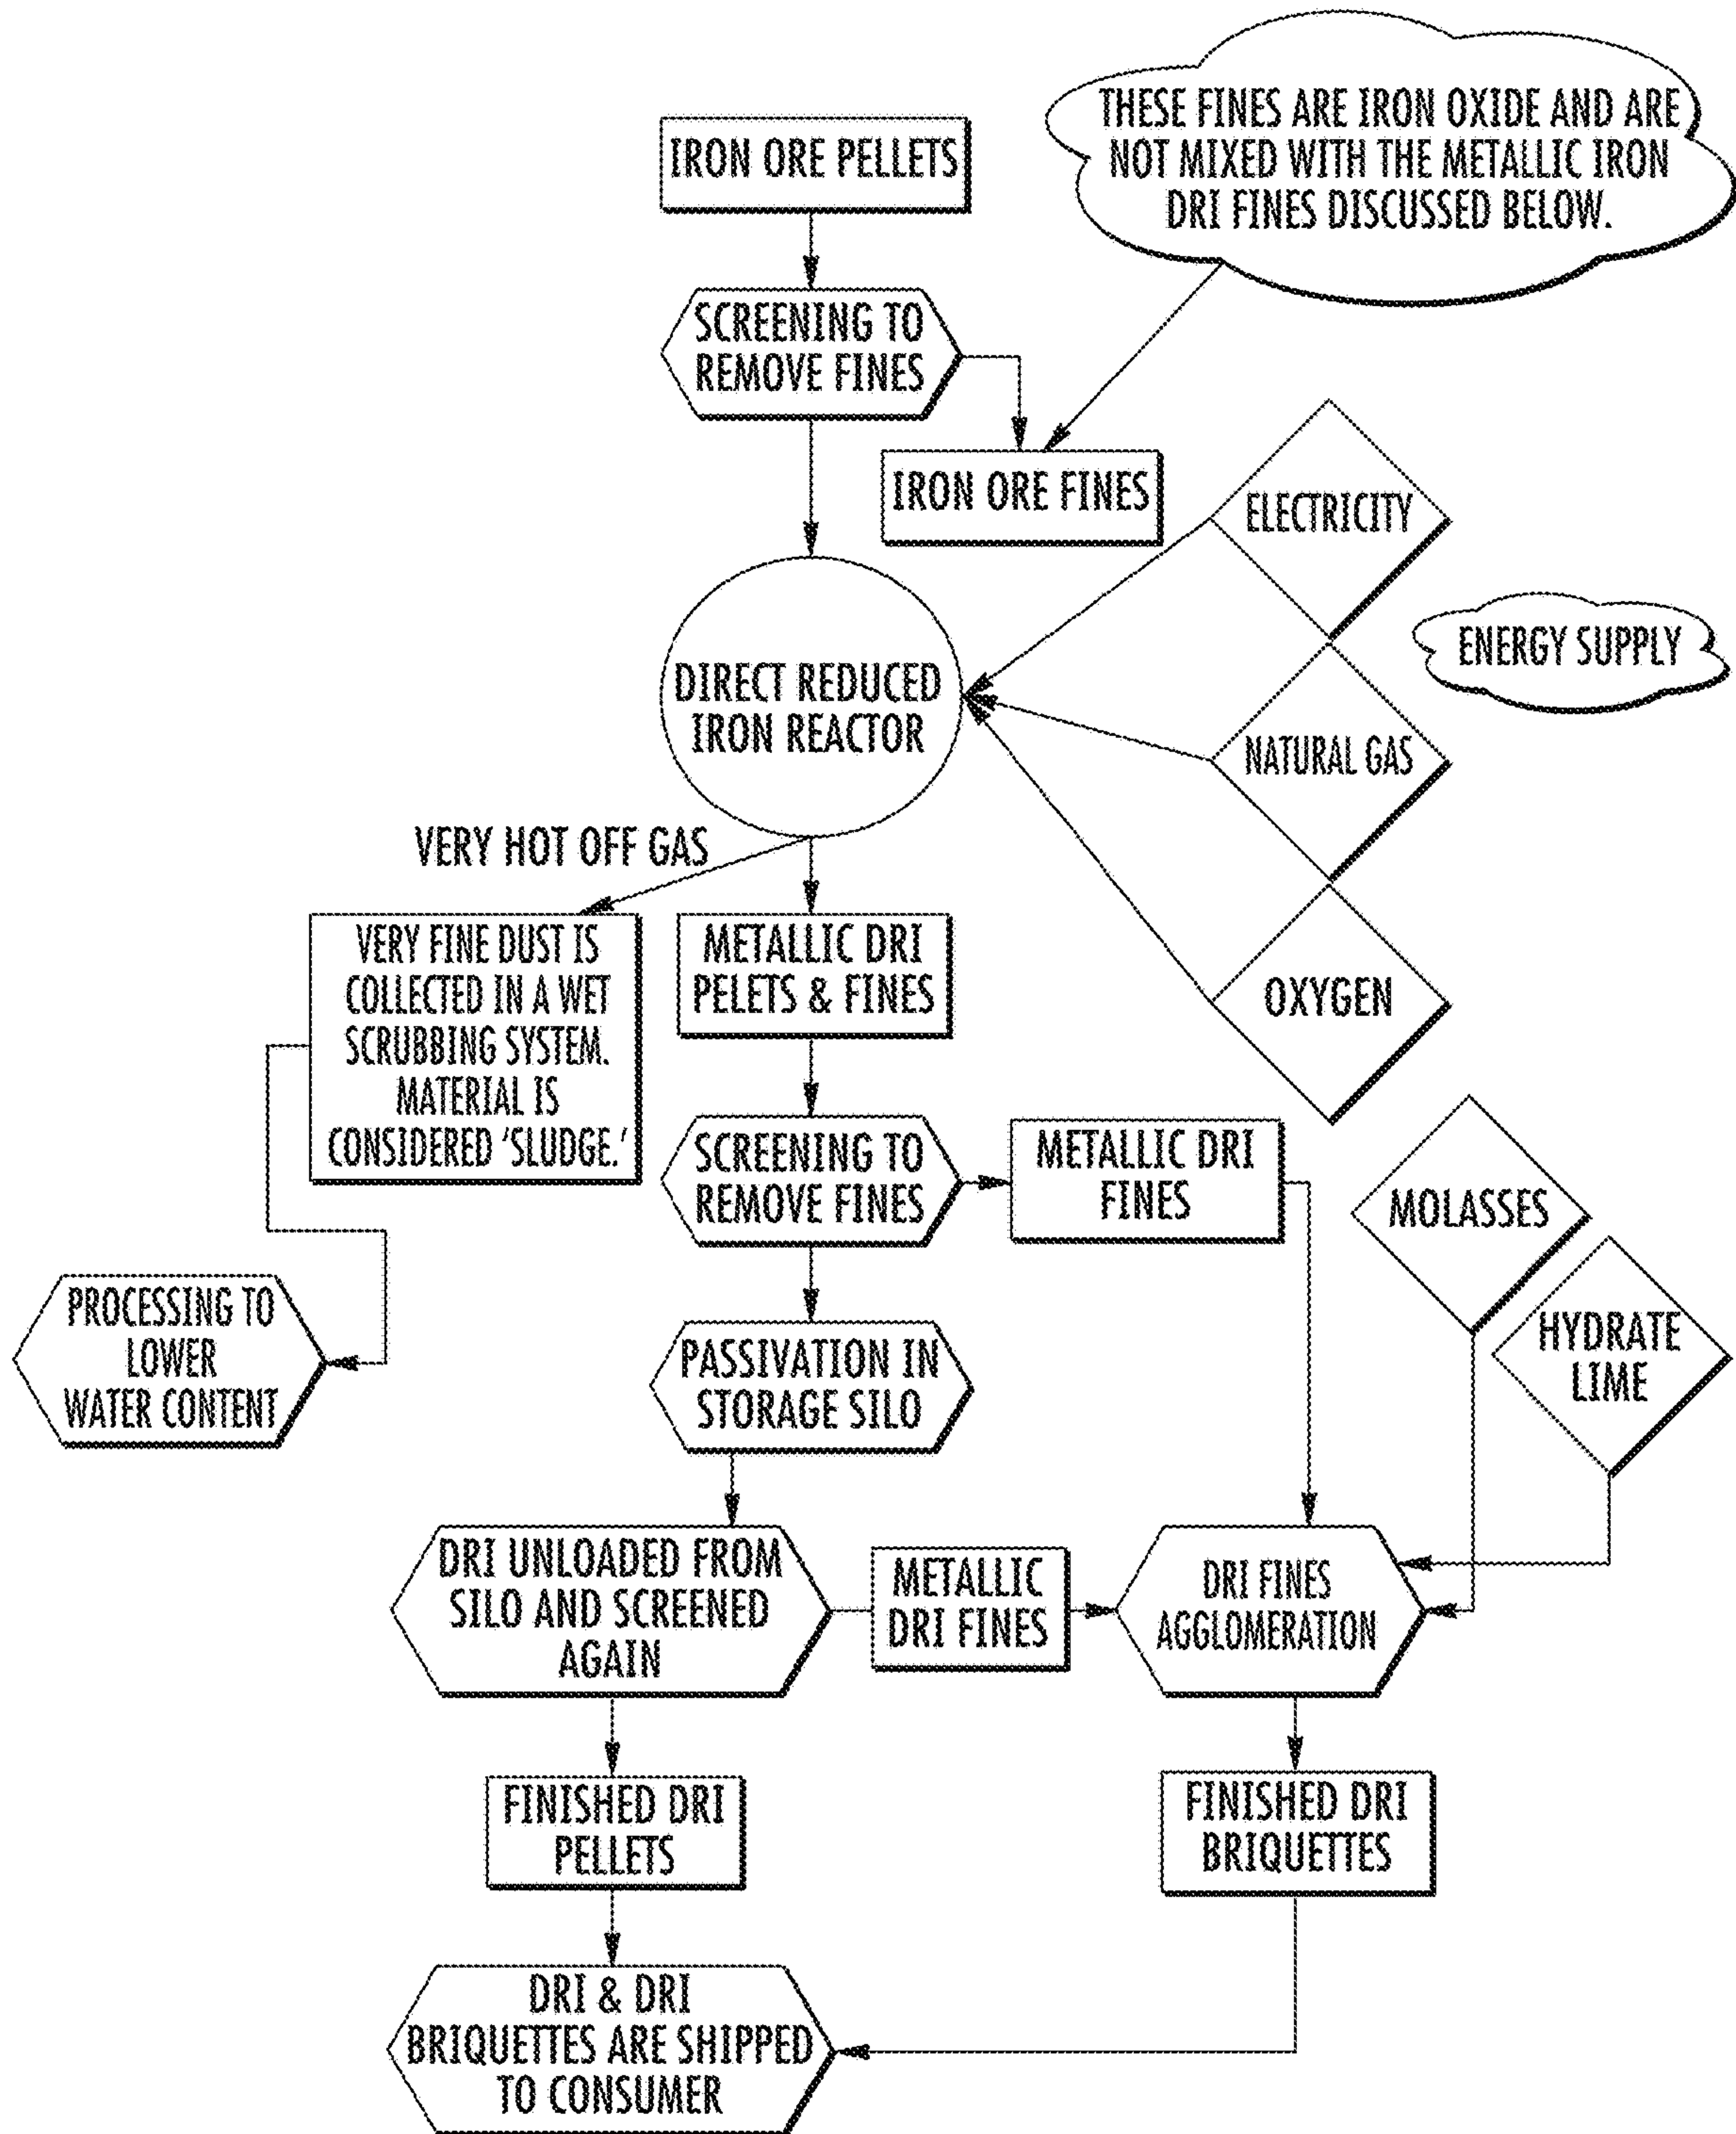 IRON ORE PELLETS
THESE FINES ARE IRON OXIDE AND ARE
NOT MIXED WITH THE METALLIC IRON
DRI FINES DISCUSSED BELOW.
SCREENING TO
REMOVE FINES
IRON ORE FINES
ELECTRICITY
ENERGY SUPPLY
DIRECT REDUCED
IRON REACTOR
NATURAL GAS
VERY HOT OFF GAS
VERY FINE DUST IS
COLLECTED IN A WET
SCRUBBING SYSTEM.
MATERIAL IS
CONSIDERED 'SLUDGE.'
METALLIC DRI
PELETS & FINES
OXYGEN
SCREENING TO
REMOVE FINES
METALLIC DRI
FINES
MOLASSES
PROCESSING TO
LOWER
WATER CONTENT
PASSIVATION IN
STORAGE SILO
HYDRATE
LIME
DRI UNLOADED FROM
SILO AND SCREENED
AGAIN
METALLIC
DRI FINES
DRI FINES
AGGLOMERATION
FINISHED DRI
PELLETS
FINISHED DRI
BRIQUETTES
DRI & DRI
BRIQUETTES ARE SHIPPED
TO CONSUMER